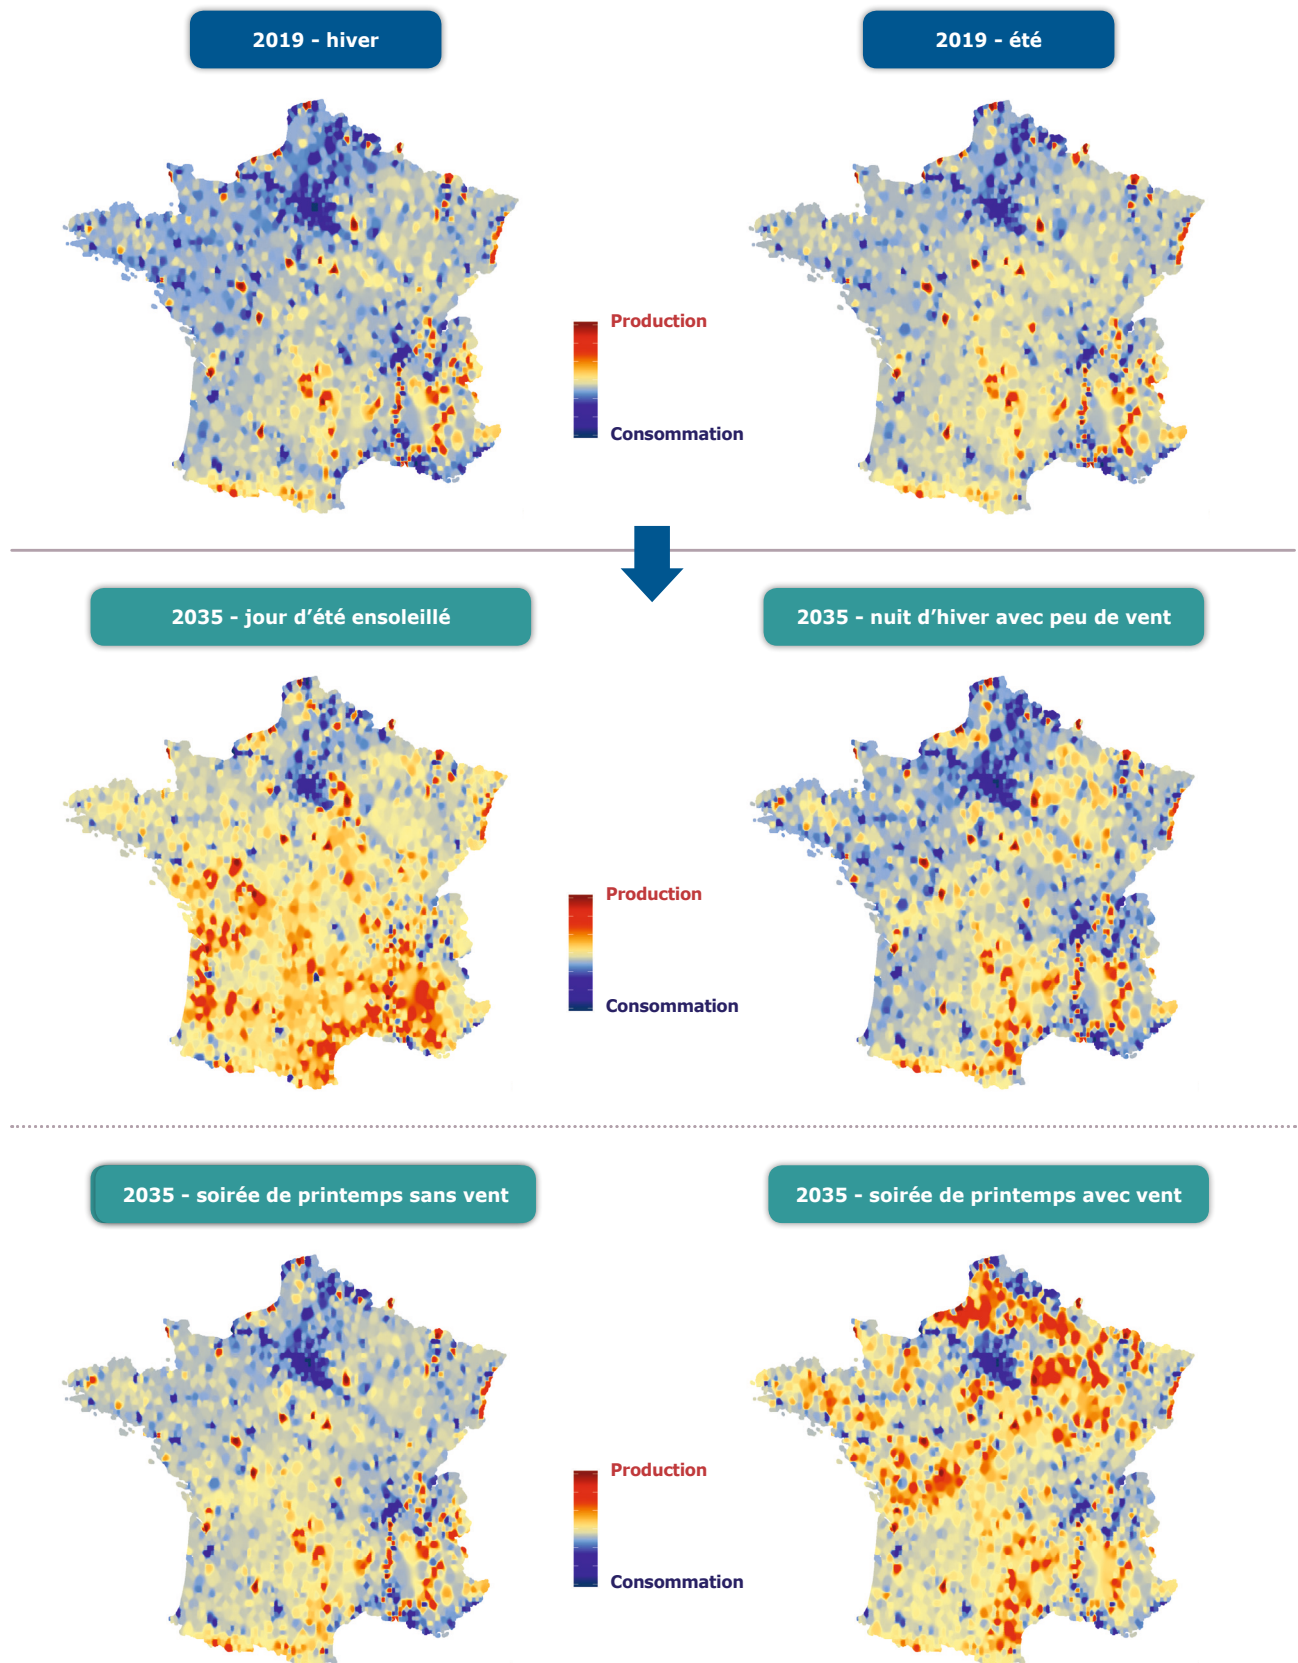 2019 - hiver
2019 - été
Production
Consommation
2035 - jour d'été ensoleillé
2035 - nuit d'hiver avec peu de vent
Production
Consommation
2035 - soirée de printemps sans vent
2035 - soirée de printemps avec vent
Production
Consommation